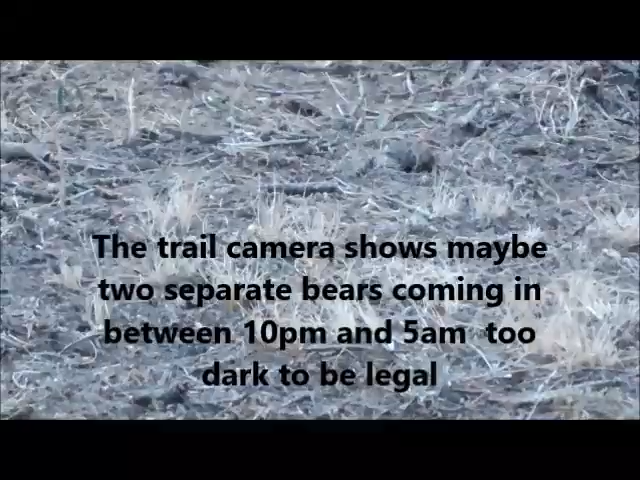 The trail camera shows maybe
two separate bears coming in
between 10pm and 5am  too
dark to be legal